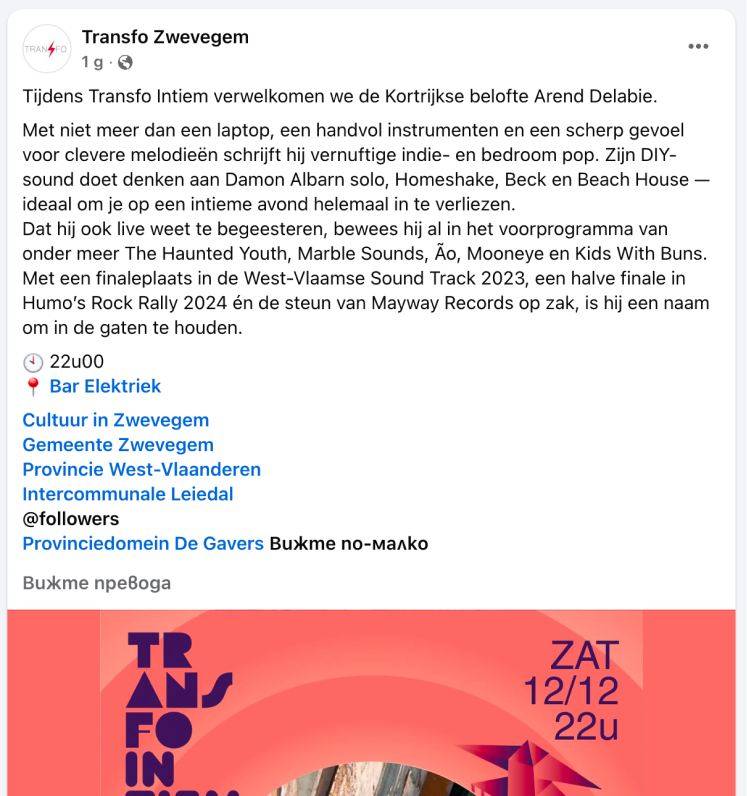 TRANSFO
Transfo Zwevegem
1 g ·
Tijdens Transfo Intiem verwelkomen we de Kortrijkse belofte Arend Delabie.
Met niet meer dan een laptop, een handvol instrumenten en een scherp gevoel
voor clevere melodieën schrijft hij vernuftige indie- en bedroom pop. Zijn DIY-
sound doet denken aan Damon Albarn solo, Homeshake, Beck en Beach House —
ideaal om je op een intieme avond helemaal in te verliezen.
Dat hij ook live weet te begeesteren, bewees hij al in het voorprogramma van
onder meer The Haunted Youth, Marble Sounds, Ão, Mooneye en Kids With Buns.
Met een finaleplaats in de West-Vlaamse Sound Track 2023, een halve finale in
Humo’s Rock Rally 2024 én de steun van Mayway Records op zak, is hij een naam
om in de gaten te houden.
22u00
Bar Elektriek
Cultuur in Zwevegem
Gemeente Zwevegem
Provincie West-Vlaanderen
Intercommunale Leiedal
@followers
Provinciedomein De Gavers Вижте по-малко
Вижте превода
TR
ANS
FO
IN
ZAT
12/12
22u